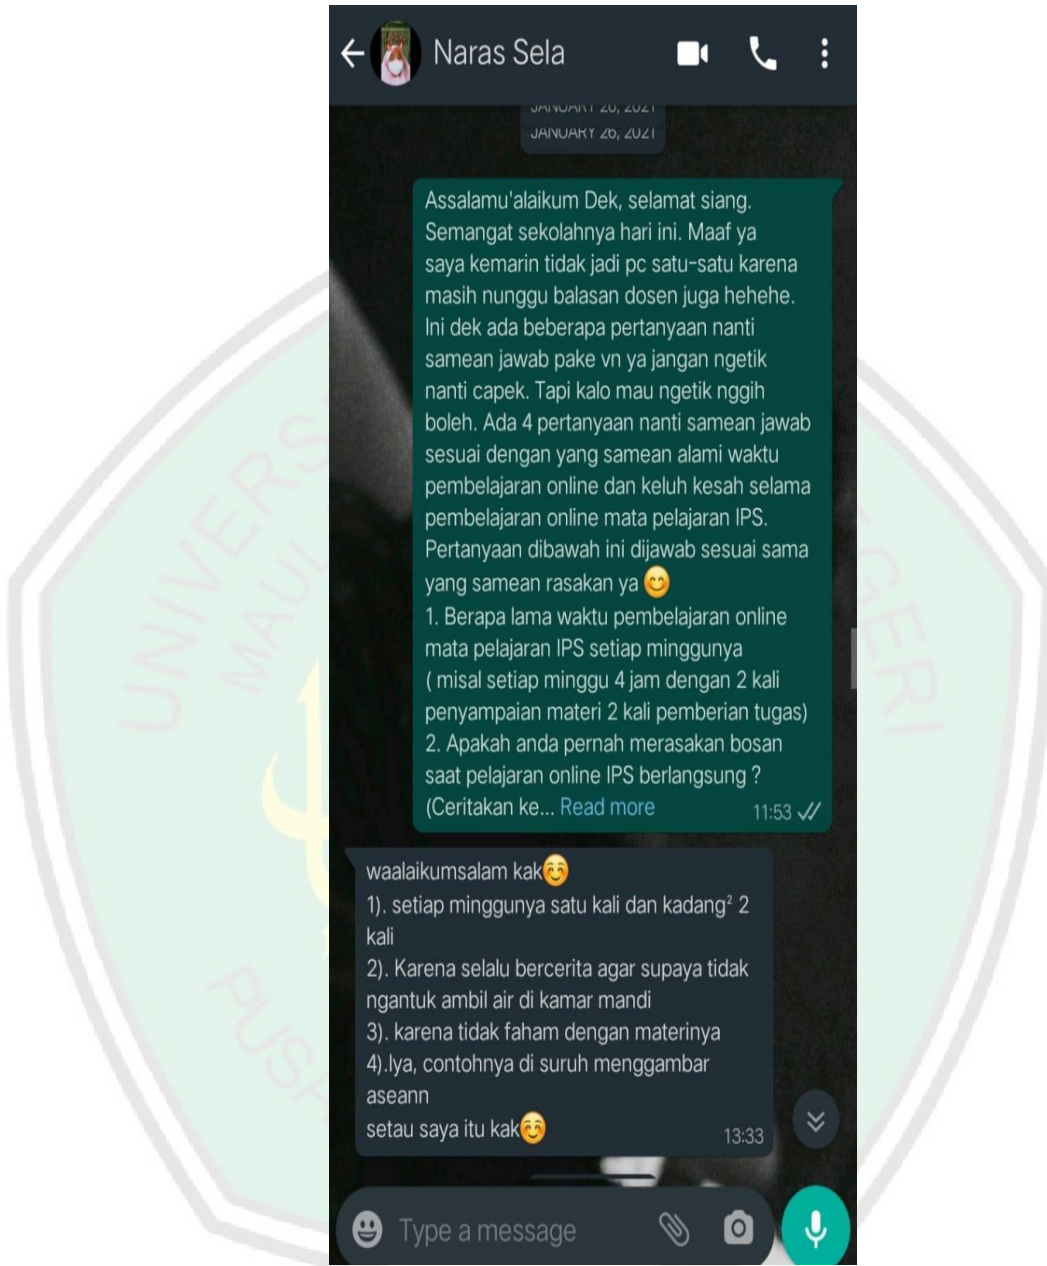 Naras Sela
JANUARY 26, 2021
JANUARY 26, 2021
Assalamu'alaikum Dek, selamat siang.
Semangat sekolahnya hari ini. Maaf ya
saya kemarin tidak jadi pc satu-satu karena
masih nunggu balasan dosen juga hehehe.
Ini dek ada beberapa pertanyaan nanti
samean jawab pake vn ya jangan ngetik
nanti capek. Tapi kalo mau ngetik nggih
boleh. Ada 4 pertanyaan nanti samean jawab
sesuai dengan yang samean alami waktu
pembelajaran online dan keluh kesah selama
pembelajaran online mata pelajaran IPS.
Pertanyaan dibawah ini dijawab sesuai sama
yang samean rasakan ya 😊
1. Berapa lama waktu pembelajaran online
mata pelajaran IPS setiap minggunya
( misal setiap minggu 4 jam dengan 2 kali
penyampaian materi 2 kali pemberian tugas)
2. Apakah anda pernah merasakan bosan
saat pelajaran online IPS berlangsung ?
(Ceritakan ke... Read more
11:53
waalaikumsalam kak☺️
1). setiap minggunya satu kali dan kadang² 2
kali
2). Karena selalu bercerita agar supaya tidak
ngantuk ambil air di kamar mandi
3). karena tidak faham dengan materinya
4).Iya, contohnya di suruh menggambar
aseann
setau saya itu kak☺️
13:33
Type a message
UNIVERS
MAUL
GERI
PUSA